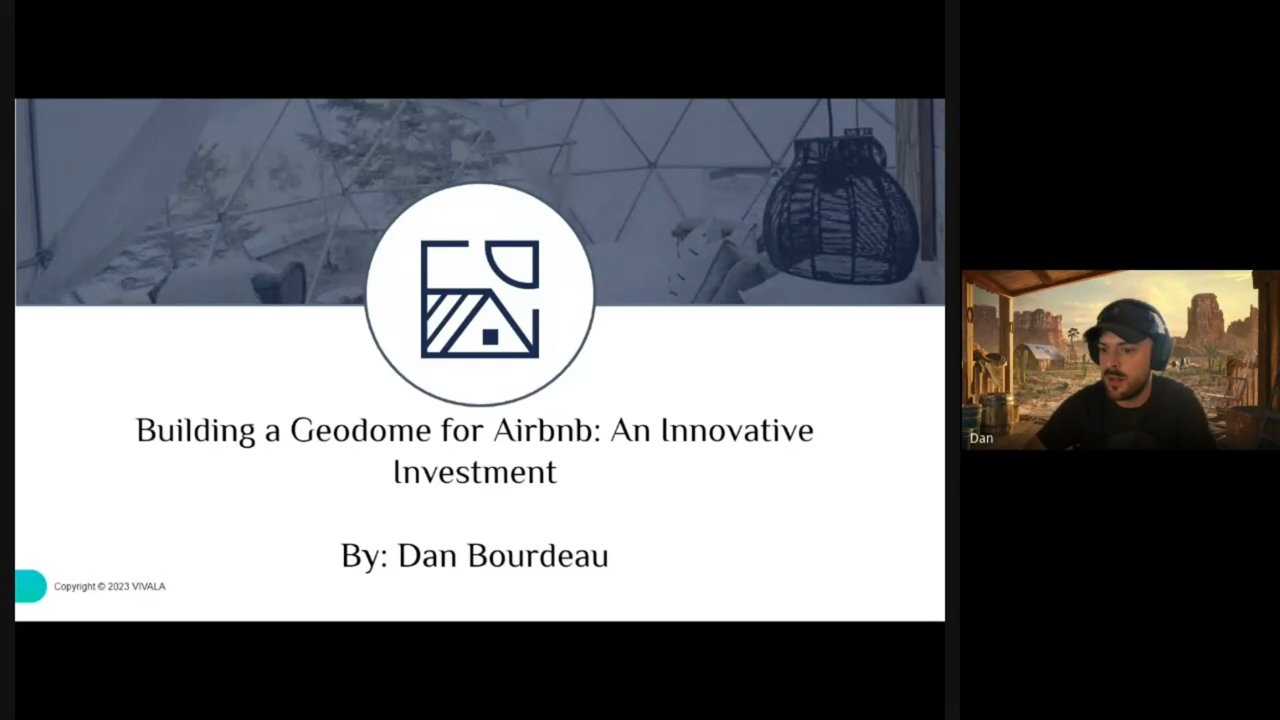 Building a Geodome for Airbnb: An Innovative
Investment
By: Dan Bourdeau
Copyright © 2023 VIVALA
Dan